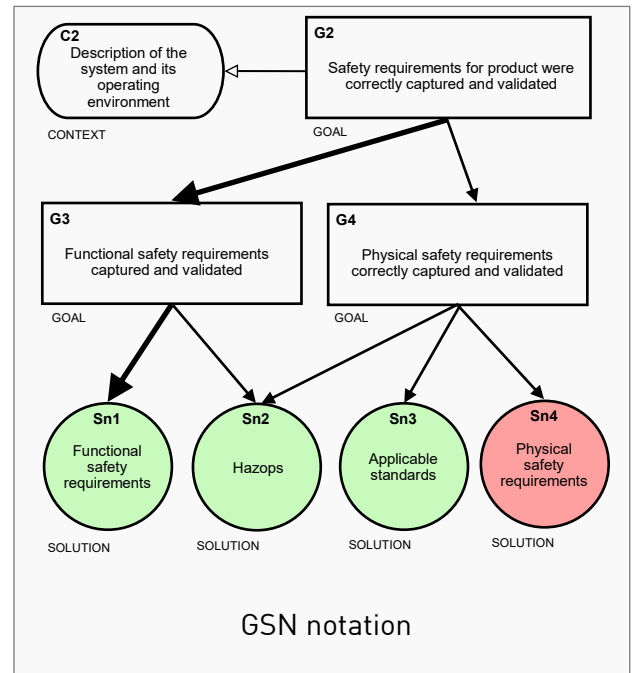 C2
Description of the
system and its
operating
environment
CONTEXT
G2
Safety requirements for product were
correctly captured and validated
GOAL
G3
Functional safety requirements
captured and validated
GOAL
G4
Physical safety requirements
correctly captured and validated
GOAL
Sn1
Functional
safety
requirements
SOLUTION
Sn2
Hazops
SOLUTION
Sn3
Applicable
standards
SOLUTION
Sn4
Physical
safety
requirements
SOLUTION
GSN notation